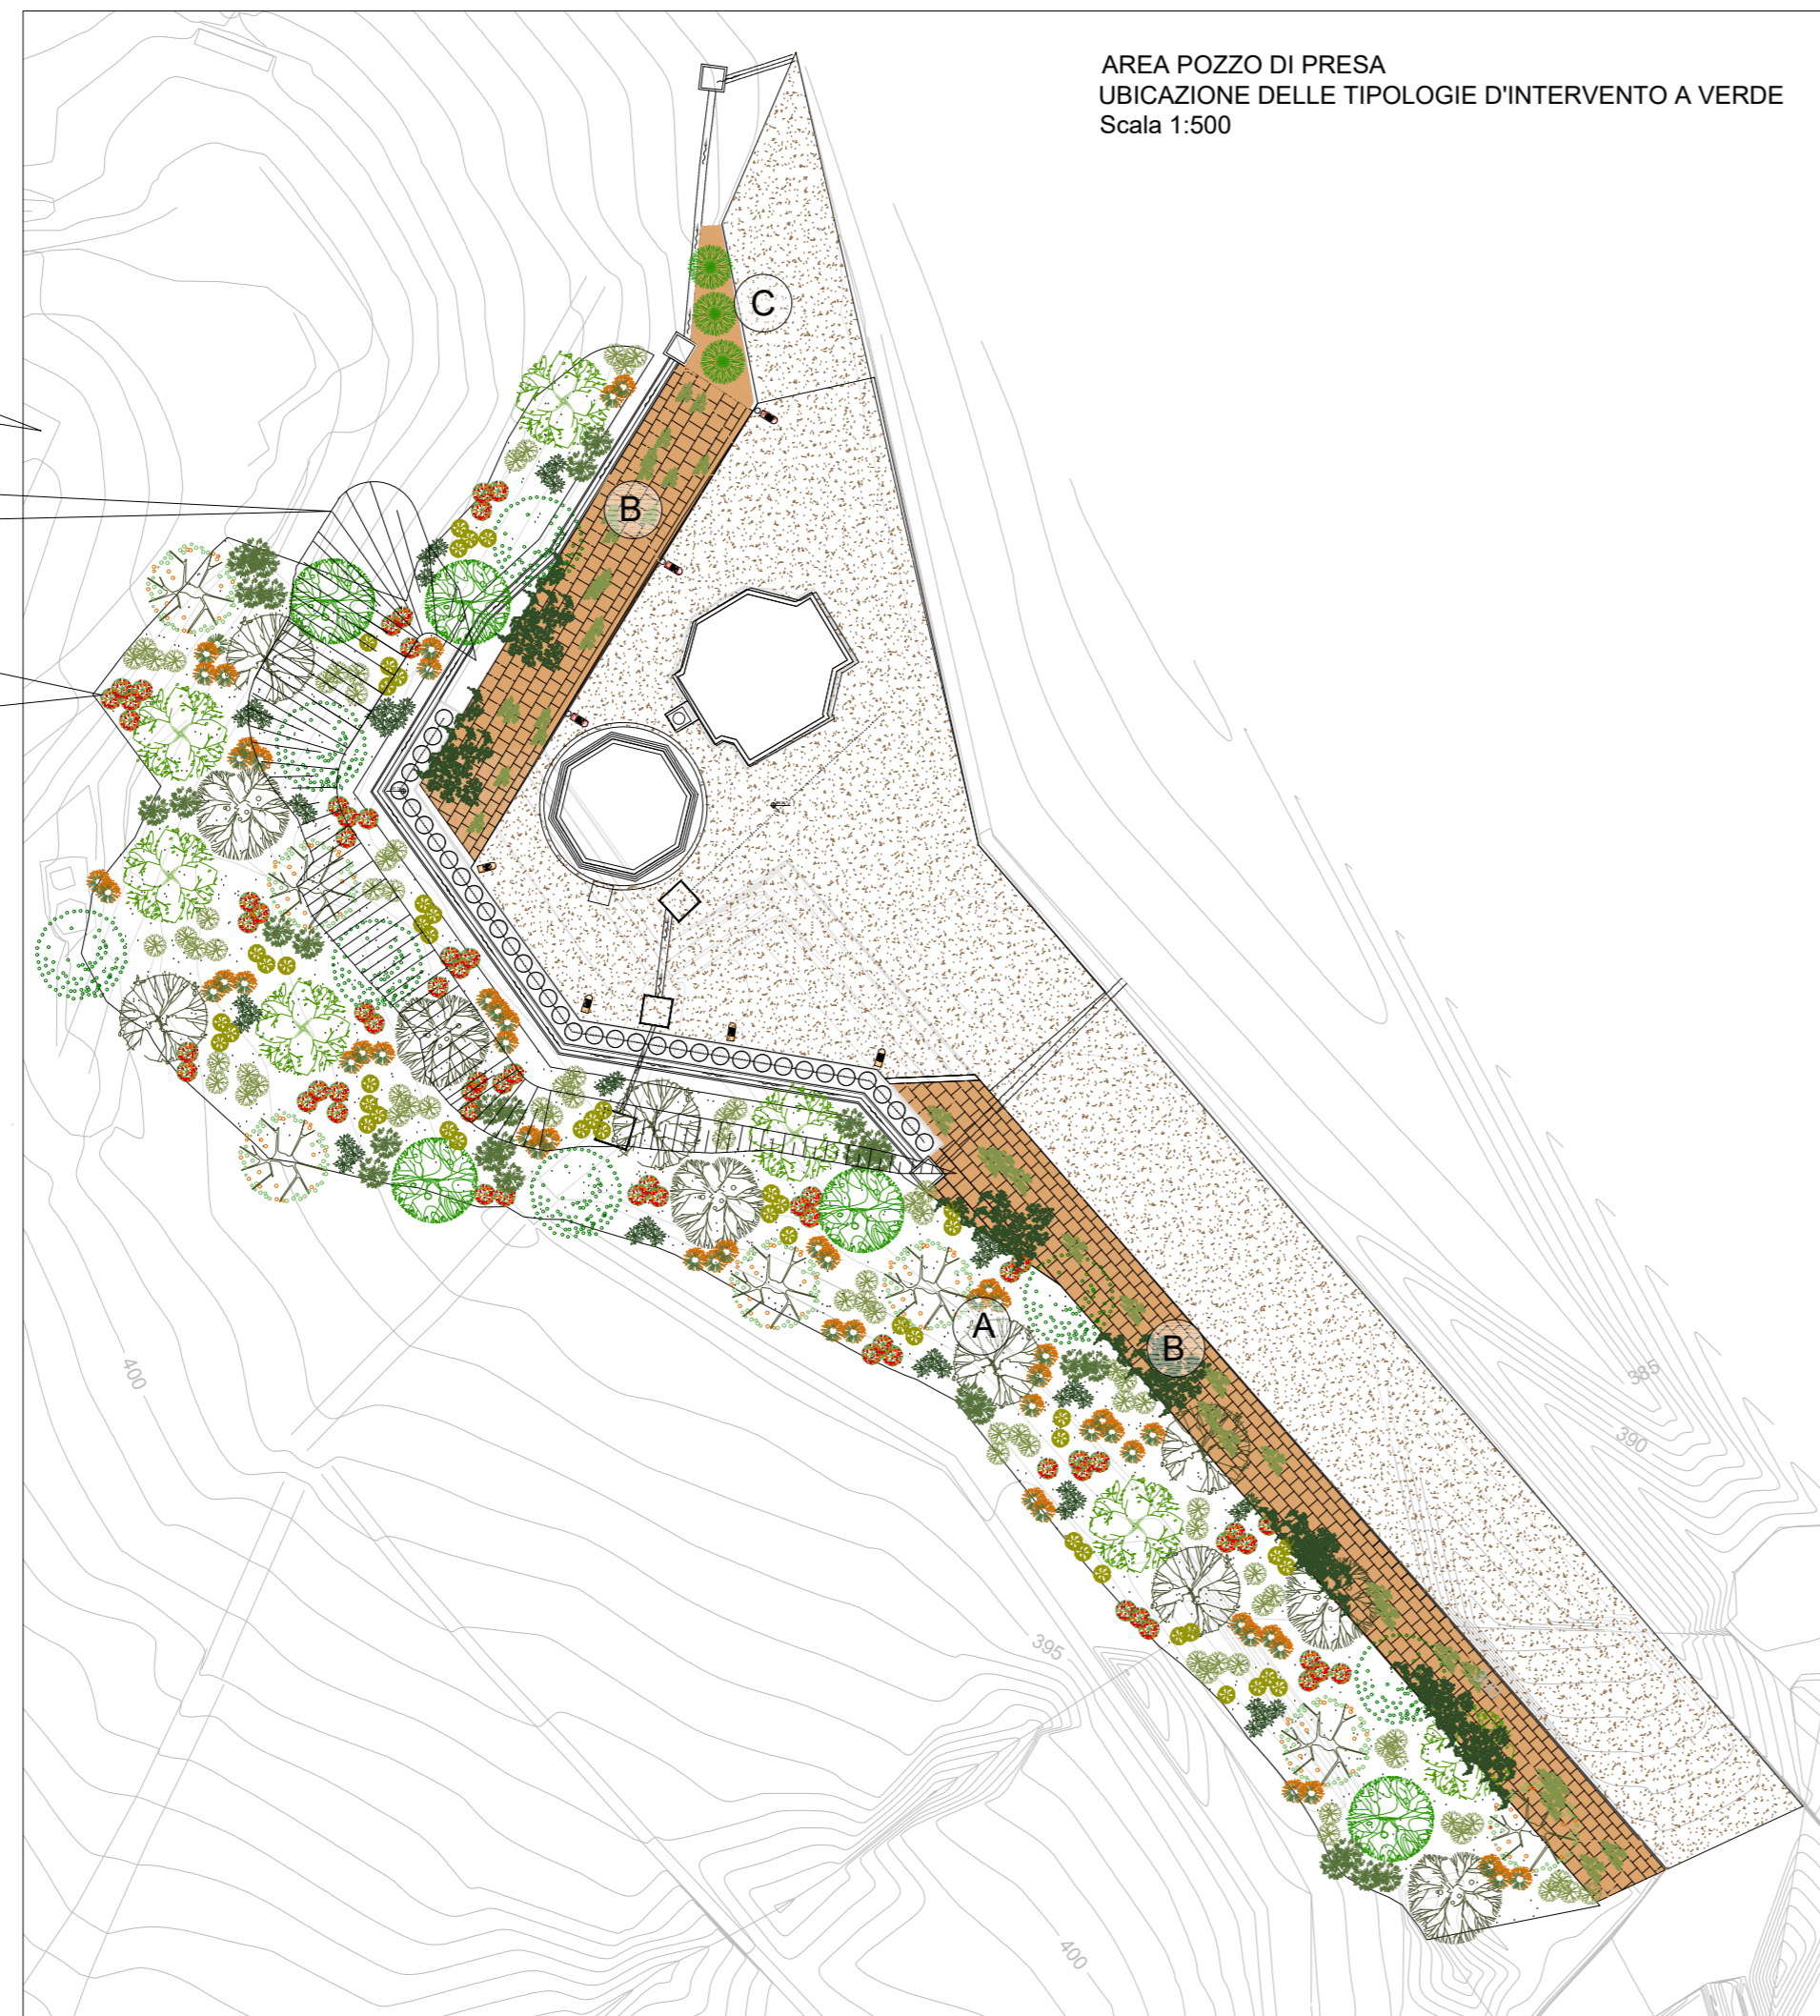 AREA POZZO DI PRESA
UBICAZIONE DELLE TIPOLOGIE D'INTERVENTO A VERDE
Scala 1:500
C
B
A
B
400
385
390
395
400